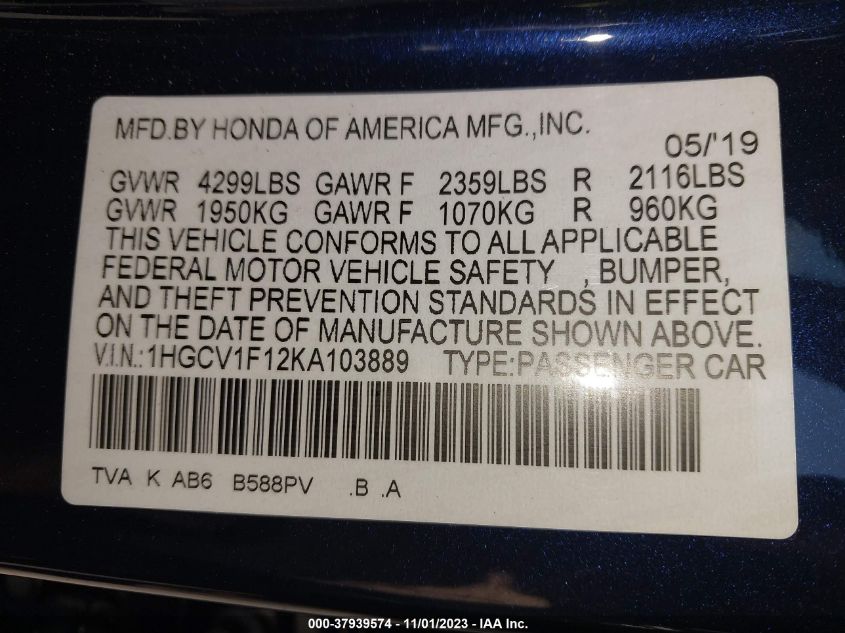 MFD.BY HONDA OF AMERICA MFG.,INC.
05/'19
GVWR 4299LBS GAWR F 2359LBS R 2116LBS
GVWR 1950KG GAWR F 1070KG R 960KG
THIS VEHICLE CONFORMS TO ALL APPLICABLE
FEDERAL MOTOR VEHICLE SAFETY , BUMPER,
AND THEFT PREVENTION STANDARDS IN EFFECT
ON THE DATE OF MANUFACTURE SHOWN ABOVE.
V.I.N.:1HGCV1F12KA103889 TYPE:PASSENGER CAR
TVA K AB6 B588PV .B .A
000-37939574 - 11/01/2023 - IAA Inc.